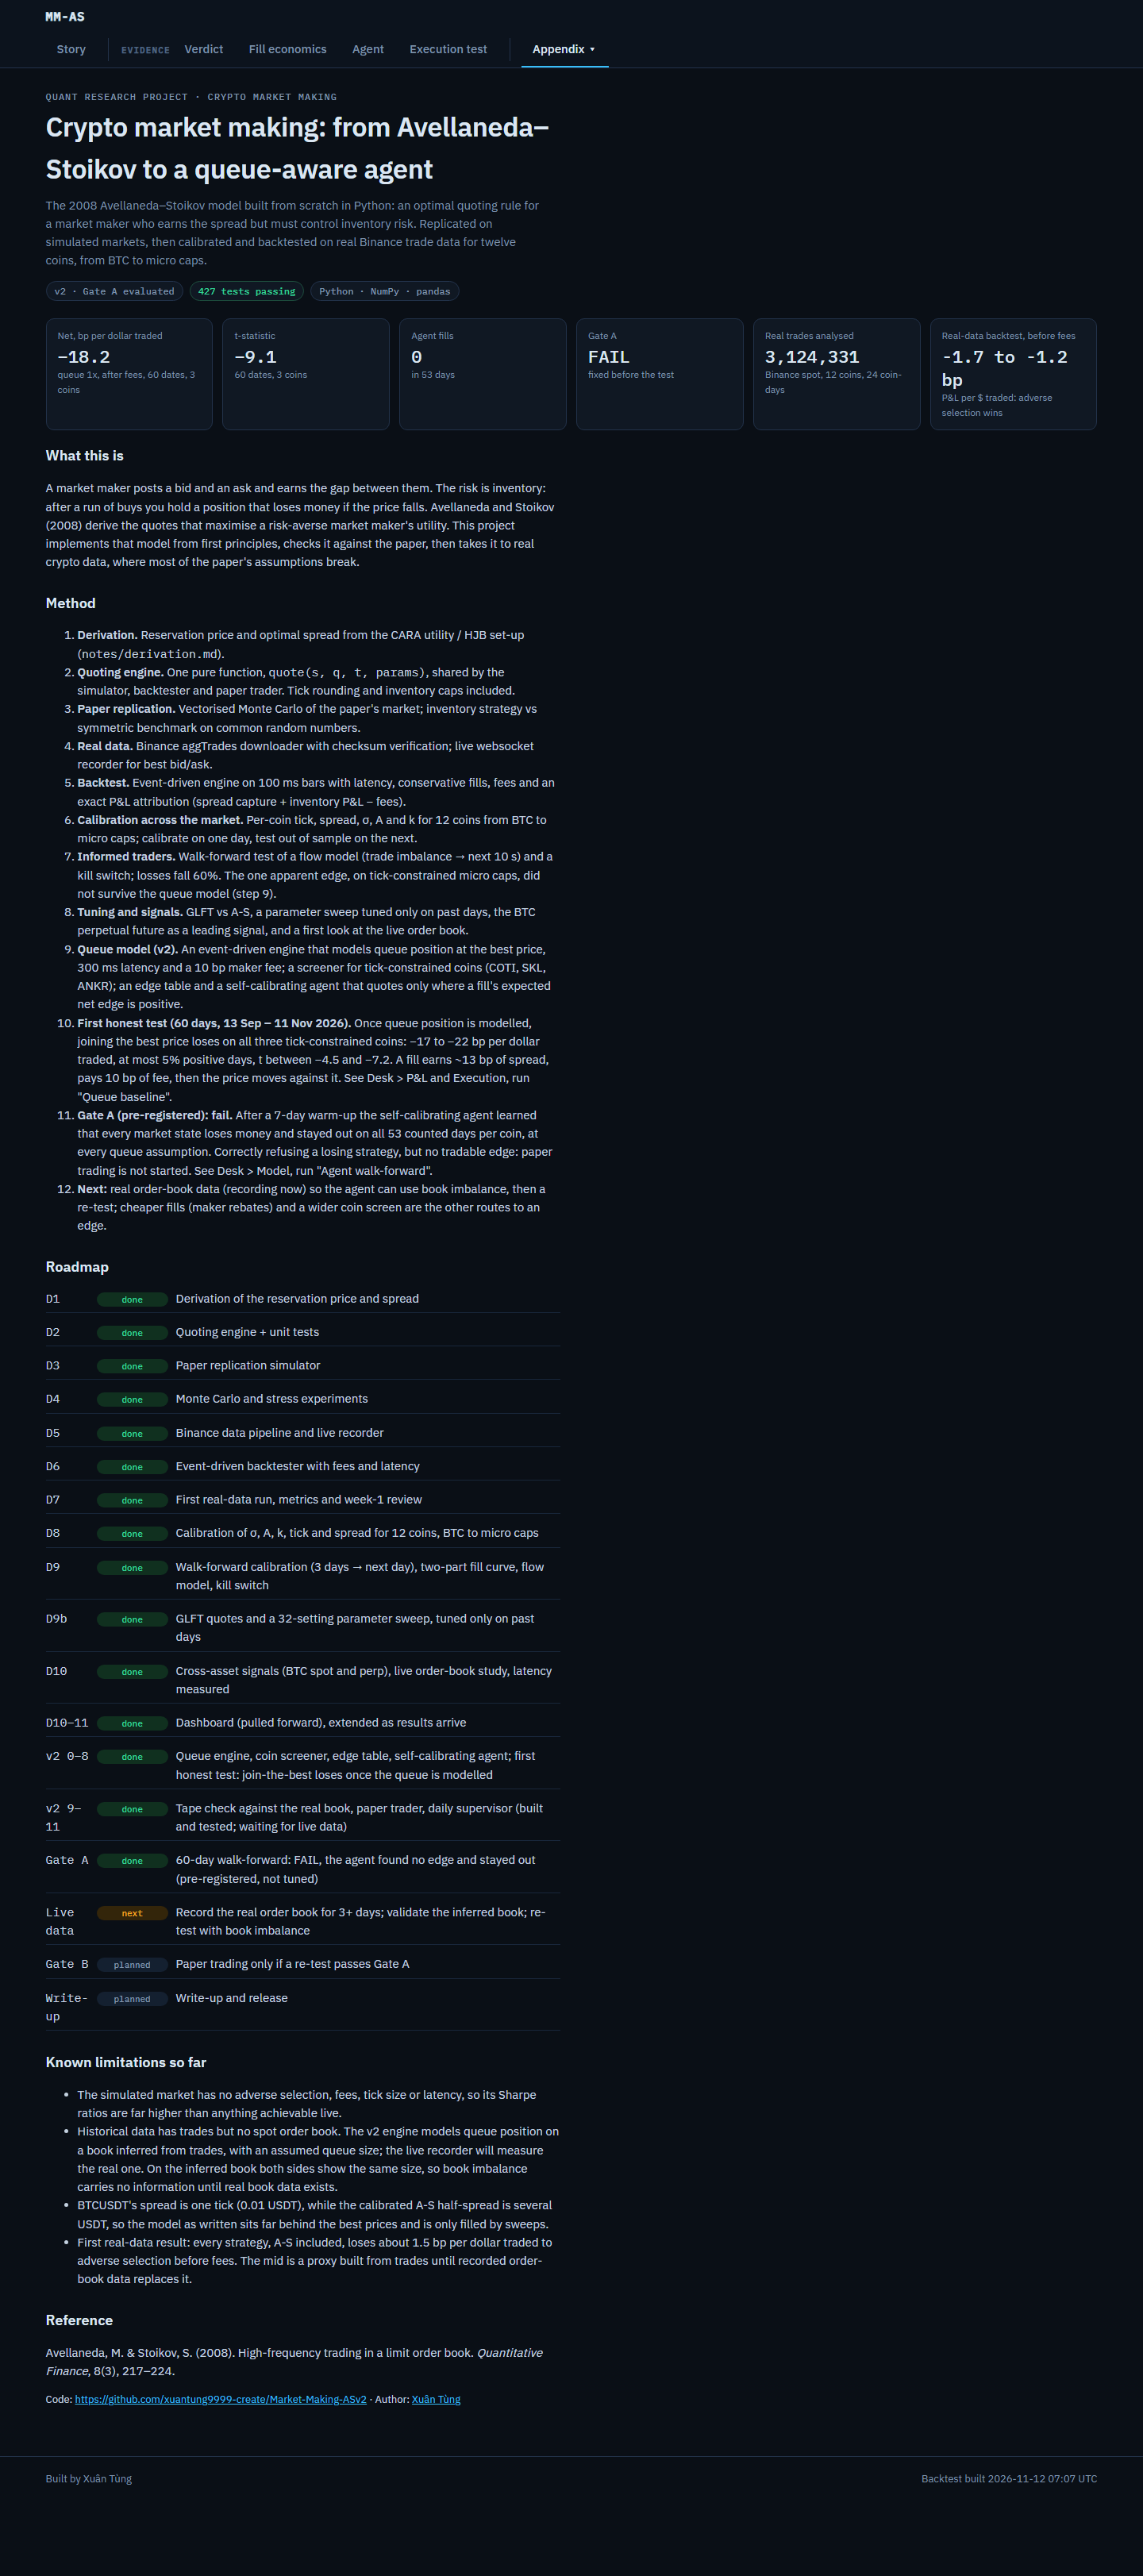 MM-AS
Story
EVIDENCE
Verdict
Fill economics
Agent
Execution test
Appendix ▾
QUANT RESEARCH PROJECT · CRYPTO MARKET MAKING
Crypto market making: from Avellaneda–
Stoikov to a queue-aware agent
The 2008 Avellaneda–Stoikov model built from scratch in Python: an optimal quoting rule for
a market maker who earns the spread but must control inventory risk. Replicated on
simulated markets, then calibrated and backtested on real Binance trade data for twelve
coins, from BTC to micro caps.
v2 · Gate A evaluated
427 tests passing
Python · NumPy · pandas
Net, bp per dollar traded
−18.2
queue 1x, after fees, 60 dates, 3
coins
t-statistic
−9.1
60 dates, 3 coins
Agent fills
0
in 53 days
Gate A
FAIL
fixed before the test
Real trades analysed
3,124,331
Binance spot, 12 coins, 24 coin-
days
Real-data backtest, before fees
-1.7 to -1.2
bp
P&L per $ traded: adverse
selection wins
What this is
A market maker posts a bid and an ask and earns the gap between them. The risk is inventory:
after a run of buys you hold a position that loses money if the price falls. Avellaneda and Stoikov
(2008) derive the quotes that maximise a risk-averse market maker's utility. This project
implements that model from first principles, checks it against the paper, then takes it to real
crypto data, where most of the paper's assumptions break.
Method
1. Derivation. Reservation price and optimal spread from the CARA utility / HJB set-up
(notes/derivation.md).
2. Quoting engine. One pure function, quote(s, q, t, params), shared by the
simulator, backtester and paper trader. Tick rounding and inventory caps included.
3. Paper replication. Vectorised Monte Carlo of the paper's market; inventory strategy vs
symmetric benchmark on common random numbers.
4. Real data. Binance aggTrades downloader with checksum verification; live websocket
recorder for best bid/ask.
5. Backtest. Event-driven engine on 100 ms bars with latency, conservative fills, fees and an
exact P&L attribution (spread capture + inventory P&L − fees).
6. Calibration across the market. Per-coin tick, spread, σ, A and k for 12 coins from BTC to
micro caps; calibrate on one day, test out of sample on the next.
7. Informed traders. Walk-forward test of a flow model (trade imbalance → next 10 s) and a
kill switch; losses fall 60%. The one apparent edge, on tick-constrained micro caps, did
not survive the queue model (step 9).
8. Tuning and signals. GLFT vs A-S, a parameter sweep tuned only on past days, the BTC
perpetual future as a leading signal, and a first look at the live order book.
9. Queue model (v2). An event-driven engine that models queue position at the best price,
300 ms latency and a 10 bp maker fee; a screener for tick-constrained coins (COTI, SKL,
ANKR); an edge table and a self-calibrating agent that quotes only where a fill's expected
net edge is positive.
10. First honest test (60 days, 13 Sep – 11 Nov 2026). Once queue position is modelled,
joining the best price loses on all three tick-constrained coins: −17 to −22 bp per dollar
traded, at most 5% positive days, t between −4.5 and −7.2. A fill earns ~13 bp of spread,
pays 10 bp of fee, then the price moves against it. See Desk > P&L and Execution, run
"Queue baseline".
11. Gate A (pre-registered): fail. After a 7-day warm-up the self-calibrating agent learned
that every market state loses money and stayed out on all 53 counted days per coin, at
every queue assumption. Correctly refusing a losing strategy, but no tradable edge: paper
trading is not started. See Desk > Model, run "Agent walk-forward".
12. Next: real order-book data (recording now) so the agent can use book imbalance, then a
re-test; cheaper fills (maker rebates) and a wider coin screen are the other routes to an
edge.
Roadmap
D1 done Derivation of the reservation price and spread
D2 done Quoting engine + unit tests
D3 done Paper replication simulator
D4 done Monte Carlo and stress experiments
D5 done Binance data pipeline and live recorder
D6 done Event-driven backtester with fees and latency
D7 done First real-data run, metrics and week-1 review
D8 done Calibration of σ, A, k, tick and spread for 12 coins, BTC to micro caps
D9 done Walk-forward calibration (3 days → next day), two-part fill curve, flow
model, kill switch
D9b done GLFT quotes and a 32-setting parameter sweep, tuned only on past
days
D10 done Cross-asset signals (BTC spot and perp), live order-book study, latency
measured
D10–11 done Dashboard (pulled forward), extended as results arrive
v2 0–8 done Queue engine, coin screener, edge table, self-calibrating agent; first
honest test: join-the-best loses once the queue is modelled
v2 9– done Tape check against the real book, paper trader, daily supervisor (built
11 and tested; waiting for live data)
Gate A done 60-day walk-forward: FAIL, the agent found no edge and stayed out
(pre-registered, not tuned)
Live next Record the real order book for 3+ days; validate the inferred book; re-
data test with book imbalance
Gate B planned Paper trading only if a re-test passes Gate A
Write- planned Write-up and release
up
Known limitations so far
• The simulated market has no adverse selection, fees, tick size or latency, so its Sharpe
ratios are far higher than anything achievable live.
• Historical data has trades but no spot order book. The v2 engine models queue position on
a book inferred from trades, with an assumed queue size; the live recorder will measure
the real one. On the inferred book both sides show the same size, so book imbalance
carries no information until real book data exists.
• BTCUSDT's spread is one tick (0.01 USDT), while the calibrated A-S half-spread is several
USDT, so the model as written sits far behind the best prices and is only filled by sweeps.
• First real-data result: every strategy, A-S included, loses about 1.5 bp per dollar traded to
adverse selection before fees. The mid is a proxy built from trades until recorded order-
book data replaces it.
Reference
Avellaneda, M. & Stoikov, S. (2008). High-frequency trading in a limit order book. Quantitative
Finance, 8(3), 217–224.
Code: https://github.com/xuantung9999-create/Market-Making-ASv2 · Author: Xuân Tùng
Built by Xuân Tùng
Backtest built 2026-11-12 07:07 UTC